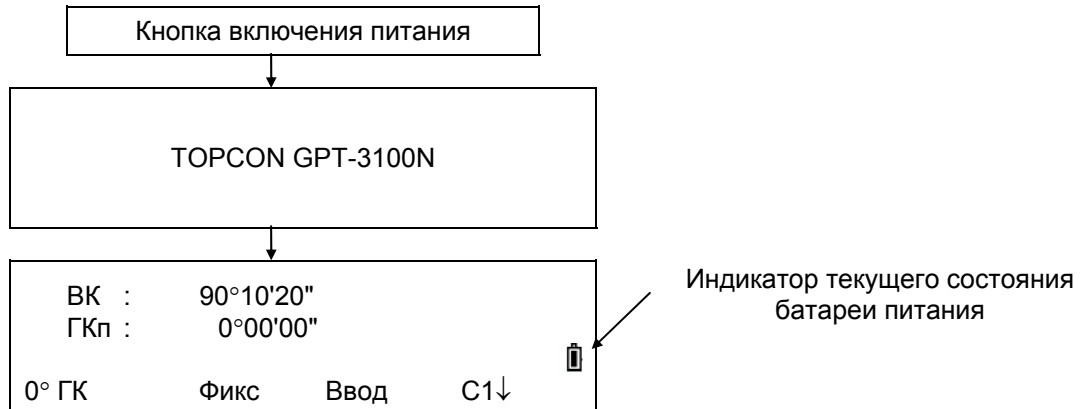 Кнопка включения питания
TOPCON GPT-3100N
ВК : 90°10'20"
ГКп : 0°00'00"
Индикатор текущего состояния
батареи питания
0° ГК Фикс Ввод С1↓